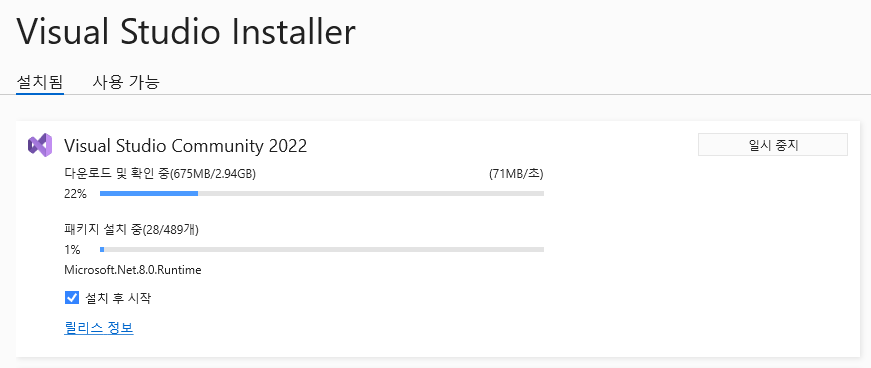 Visual Studio Installer
설치됨 사용 가능
Visual Studio Community 2022 일시 중지
다운로드 및 확인 중(675MB/2.94GB) (71MB/초)
22%
패키지 설치 중(28/489개)
1%
Microsoft.Net.8.0.Runtime
설치 후 시작
릴리스 정보